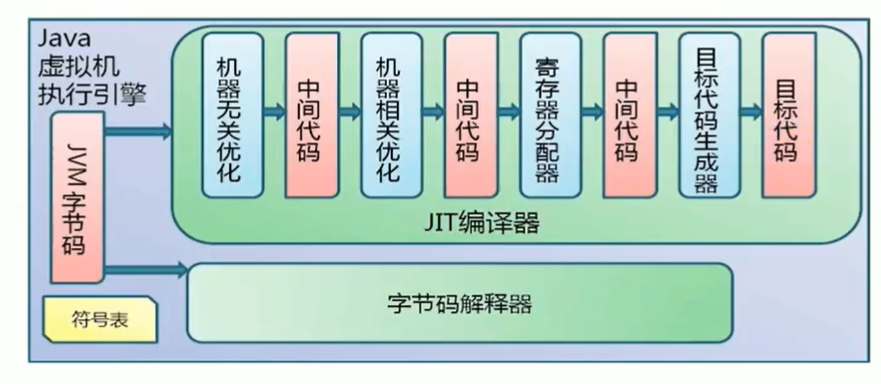 Java
虚拟机
执行引擎
JVM字节码
符号表
机器无关优化
中间代码
机器相关优化
中间代码
寄存器分配器
中间代码
目标代码生成器
目标代码
JIT编译器
字节码解释器